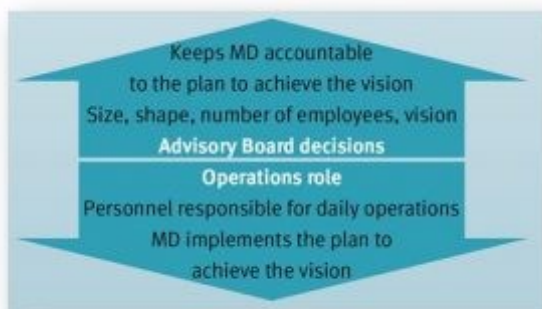 Keeps MD accountable
to the plan to achieve the vision
Size, shape, number of employees, vision
Advisory Board decisions
Operations role
Personnel responsible for daily operations
MD implements the plan to
achieve the vision